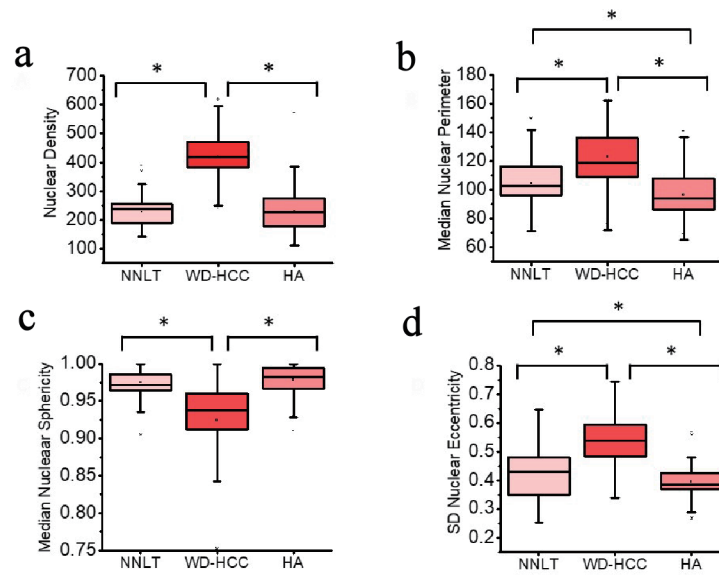 a
* *
Nuclear Density
700
600
500
400
300
200
100
NNLT WD-HCC HA
b
*
* *
Median Nuclear Perimeter
180
160
140
120
100
80
60
NNLT WD-HCC HA
c
* *
Median Nucleaar Sphericity
1.00
0.95
0.90
0.85
0.80
0.75
NNLT WD-HCC HA
d
*
* *
SD Nuclear Eccentricity
0.8
0.7
0.6
0.5
0.4
0.3
0.2
NNLT WD-HCC HA